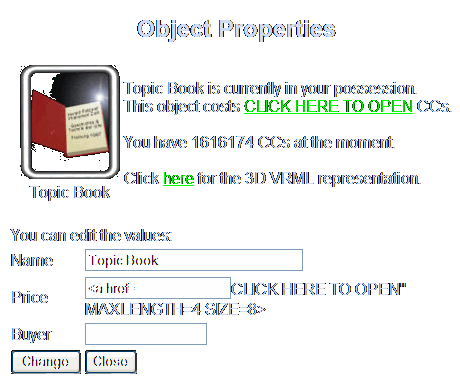 Object Properties
Topic Book is currently in your possession.
This object costs CLICK HERE TO OPEN CCs.
You have 1616174 CCs at the moment.
Click here for the 3D VRML representation.
Topic Book
You can edit the values:
Name Topic Book
Price <a href= CLICK HERE TO OPEN"
MAXLENGTH=4 SIZE=8>
Buyer
Change Close